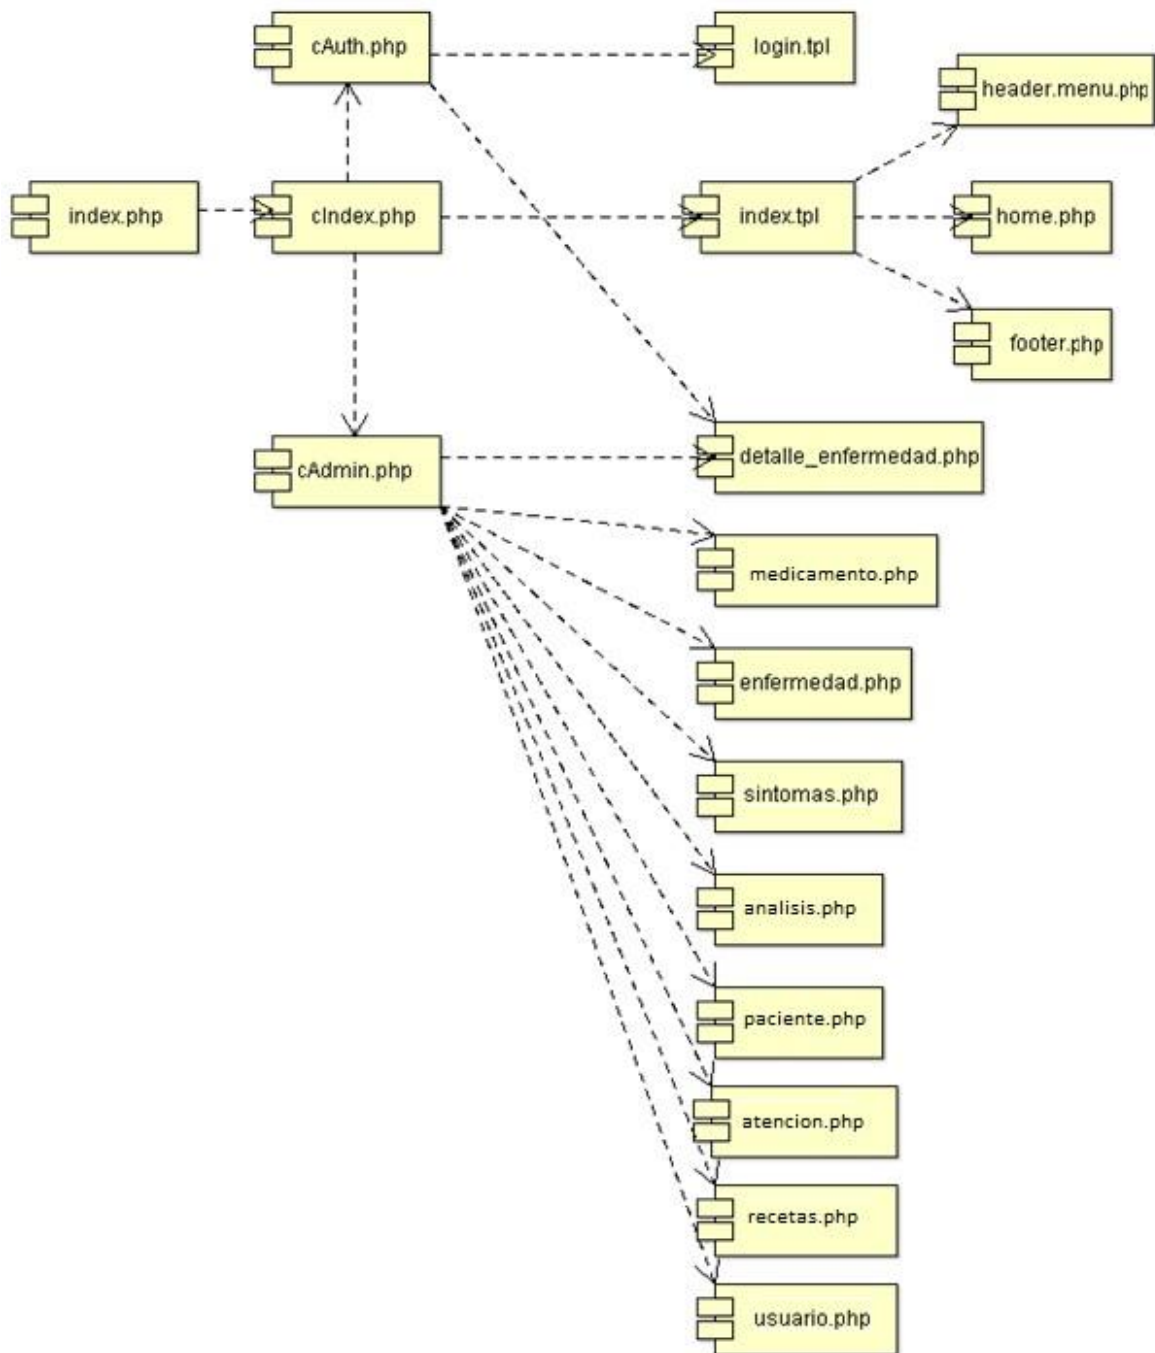 cAuth.php
login.tpl
header.menu.php
index.php
cIndex.php
index.tpl
home.php
footer.php
cAdmin.php
detalle_enfermedad.php
medicamento.php
enfermedad.php
sintomas.php
analisis.php
paciente.php
atencion.php
recetas.php
usuario.php